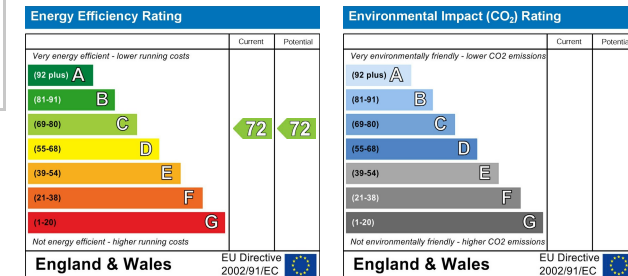 Energy Efficiency Rating
Current Potential
Very energy efficient - lower running costs
(92 plus) A
(81-91) B
(69-80) C 72 72
(55-68) D
(39-54) E
(21-38) F
(1-20) G
Not energy efficient - higher running costs
England & Wales
EU Directive
2002/91/EC
Environmental Impact (CO₂) Rating
Current Potential
Very environmentally friendly - lower CO2 emissions
(92 plus) A
(81-91) B
(69-80) C
(55-68) D
(39-54) E
(21-38) F
(1-20) G
Not environmentally friendly - higher CO2 emissions
England & Wales
EU Directive
2002/91/EC